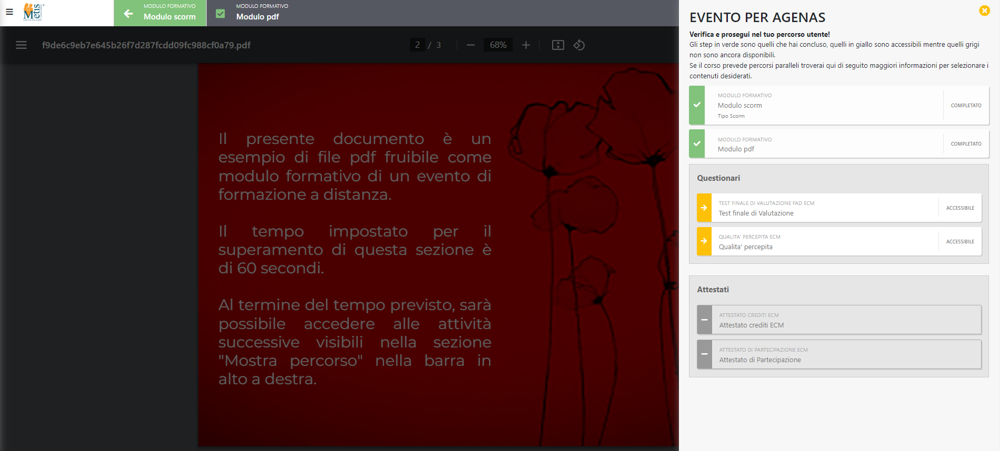 Metis
MODULO FORMATIVO
Modulo scorm
MODULO FORMATIVO
Modulo pdf
f9de6c9eb7e645b26f7d287fcdd09fc988cf0a79.pdf
2 / 3
68%
Il presente documento è un
esempio di file pdf fruibile come
modulo formativo di un evento di
formazione a distanza.
Il tempo impostato per il
superamento di questa sezione è
di 60 secondi.
Al termine del tempo previsto, sarà
possibile accedere alle attività
successive visibili nella sezione
"Mostra percorso" nella barra in
alto a destra.
EVENTO PER AGENAS
Verifica e prosegui nel tuo percorso utente!
Gli step in verde sono quelli che hai concluso, quelli in giallo sono accessibili mentre quelli grigi
non sono ancora disponibili.
Se il corso prevede percorsi paralleli troverai qui di seguito maggiori informazioni per selezionare i
contenuti desiderati.
MODULO FORMATIVO
Modulo scorm
Tipo Scorm
COMPLETATO
MODULO FORMATIVO
Modulo pdf
COMPLETATO
Questionari
TEST FINALE DI VALUTAZIONE FAD ECM
Test finale di Valutazione
ACCESSIBILE
QUALITA' PERCEPITA ECM
Qualita' percepita
ACCESSIBILE
Attestati
ATTESTATO CREDITI ECM
Attestato crediti ECM
ATTESTATO DI PARTECIPAZIONE ECM
Attestato di Partecipazione